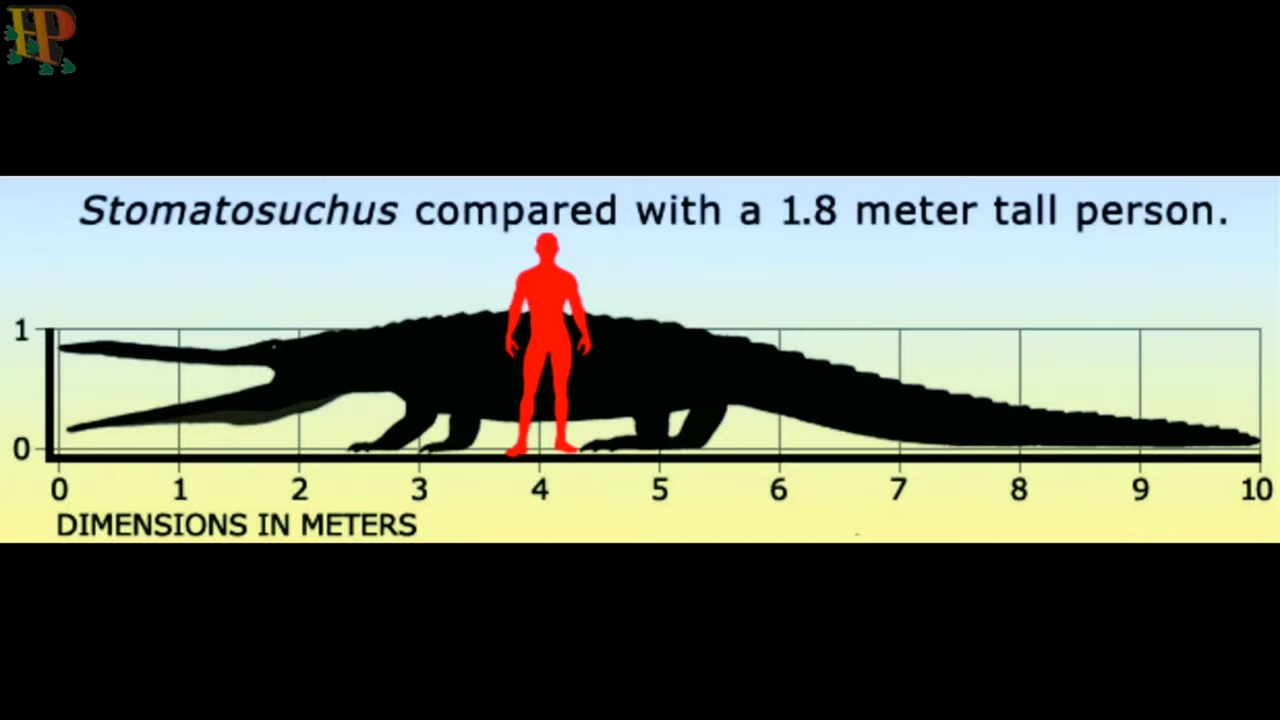 HP
Stomatosuchus compared with a 1.8 meter tall person.
1
0
0 1 2 3 4 5 6 7 8 9 10
DIMENSIONS IN METERS